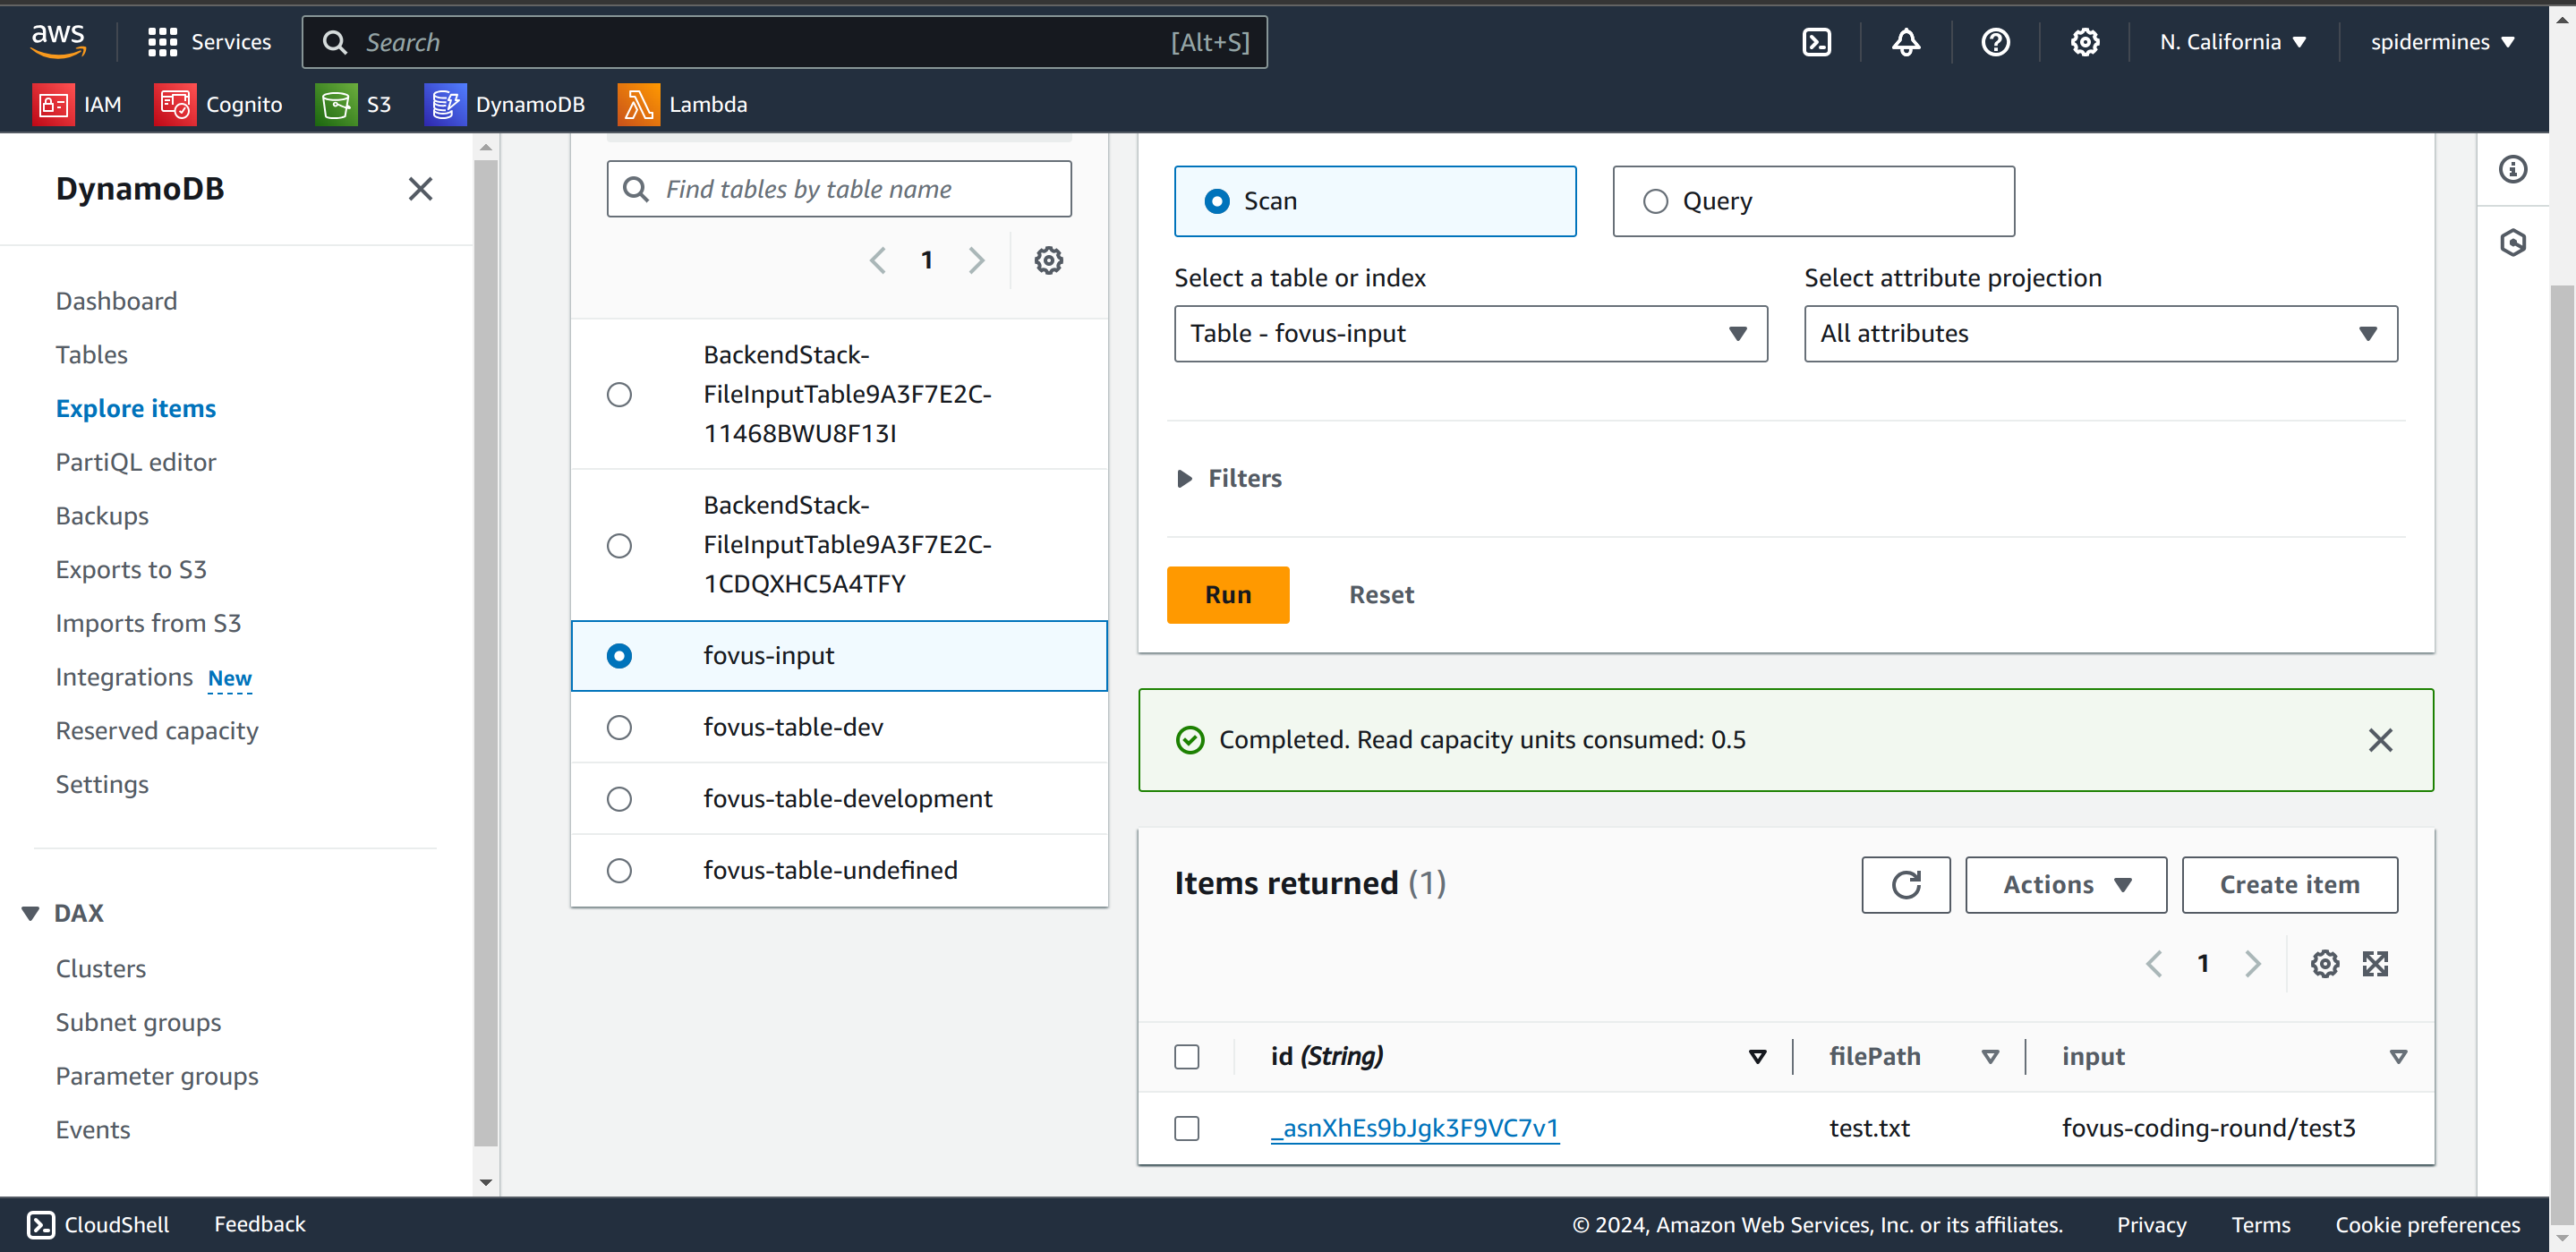 aws
Services
Search
[Alt+S]
N. California
spidermines
IAM
Cognito
S3
DynamoDB
Lambda
DynamoDB
Dashboard
Tables
Explore items
PartiQL editor
Backups
Exports to S3
Imports from S3
Integrations New
Reserved capacity
Settings
DAX
Clusters
Subnet groups
Parameter groups
Events
Find tables by table name
1
BackendStack-
FileInputTable9A3F7E2C-
11468BWU8F13I
BackendStack-
FileInputTable9A3F7E2C-
1CDQXHC5A4TFY
fovus-input
fovus-table-dev
fovus-table-development
fovus-table-undefined
Scan
Query
Select a table or index
Select attribute projection
Table - fovus-input
All attributes
Filters
Run
Reset
Completed. Read capacity units consumed: 0.5
Items returned (1)
Actions
Create item
1
id (String)
filePath
input
_asnXhEs9bJgk3F9VC7v1
test.txt
fovus-coding-round/test3
CloudShell
Feedback
© 2024, Amazon Web Services, Inc. or its affiliates.
Privacy
Terms
Cookie preferences